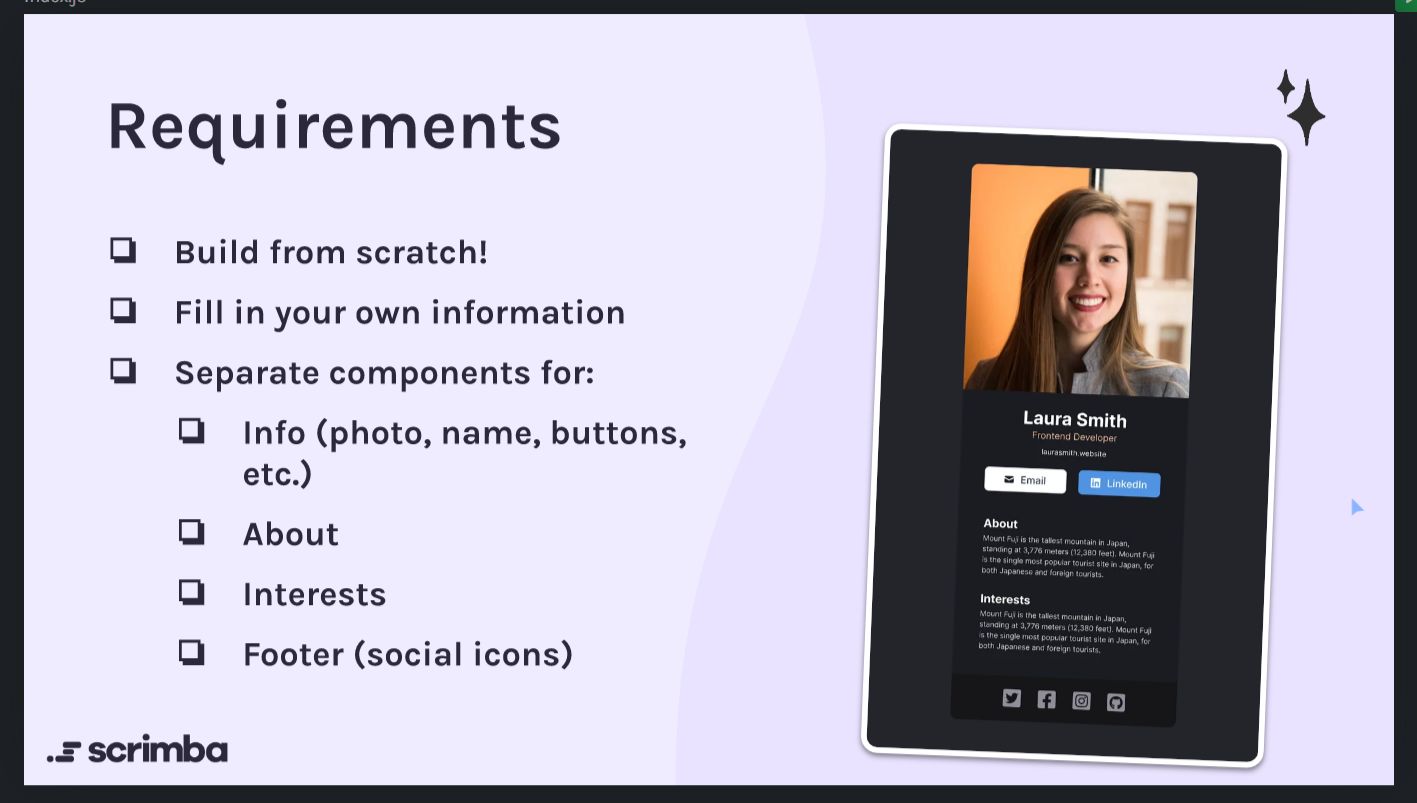 Requirements
Build from scratch!
Fill in your own information
Separate components for:
Info (photo, name, buttons,
etc.)
About
Interests
Footer (social icons)
scrimba
Laura Smith
Frontend Developer
laurasmith.website
Email
LinkedIn
About
Mount Fuji is the tallest mountain in Japan,
standing at 3,776 meters (12,380 feet). Mount Fuji
is the single most popular tourist site in Japan, for
both Japanese and foreign tourists.
Interests
Mount Fuji is the tallest mountain in Japan,
standing at 3,776 meters (12,380 feet). Mount Fuji
is the single most popular tourist site in Japan, for
both Japanese and foreign tourists.